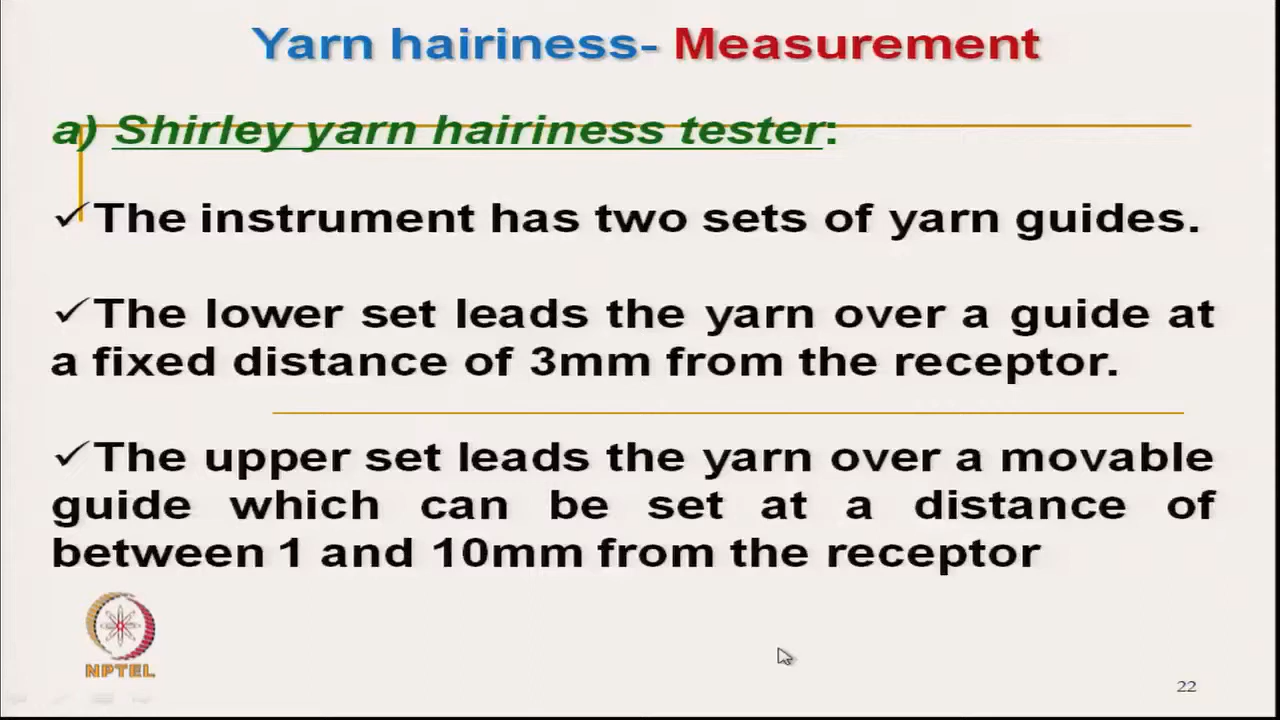 Yarn hairiness- Measurement
a) Shirley yarn hairiness tester:
✓The instrument has two sets of yarn guides.
✓The lower set leads the yarn over a guide at
a fixed distance of 3mm from the receptor.
✓The upper set leads the yarn over a movable
guide which can be set at a distance of
between 1 and 10mm from the receptor
NPTEL
22